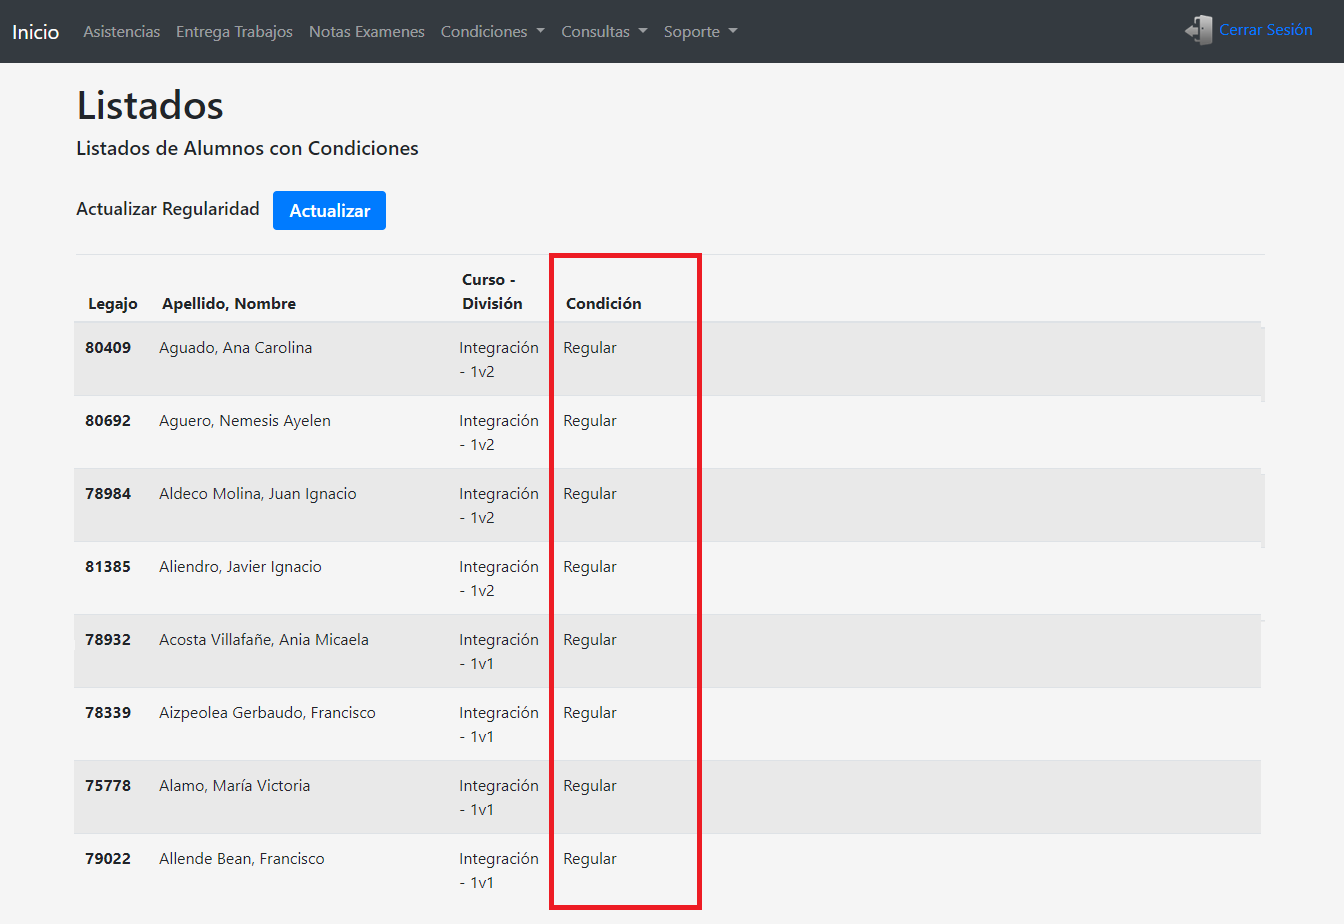 Inicio Asistencias Entrega Trabajos Notas Examenes Condiciones Consultas Soporte Cerrar Sesión
Listados
Listados de Alumnos con Condiciones
Actualizar Regularidad Actualizar
Legajo Apellido, Nombre Curso - División Condición
80409 Aguado, Ana Carolina Integración - 1v2 Regular
80692 Aguero, Nemesis Ayelen Integración - 1v2 Regular
78984 Aldeco Molina, Juan Ignacio Integración - 1v2 Regular
81385 Aliendro, Javier Ignacio Integración - 1v2 Regular
78932 Acosta Villafañe, Ania Micaela Integración - 1v1 Regular
78339 Aizpeolea Gerbaudo, Francisco Integración - 1v1 Regular
75778 Alamo, María Victoria Integración - 1v1 Regular
79022 Allende Bean, Francisco Integración - 1v1 Regular